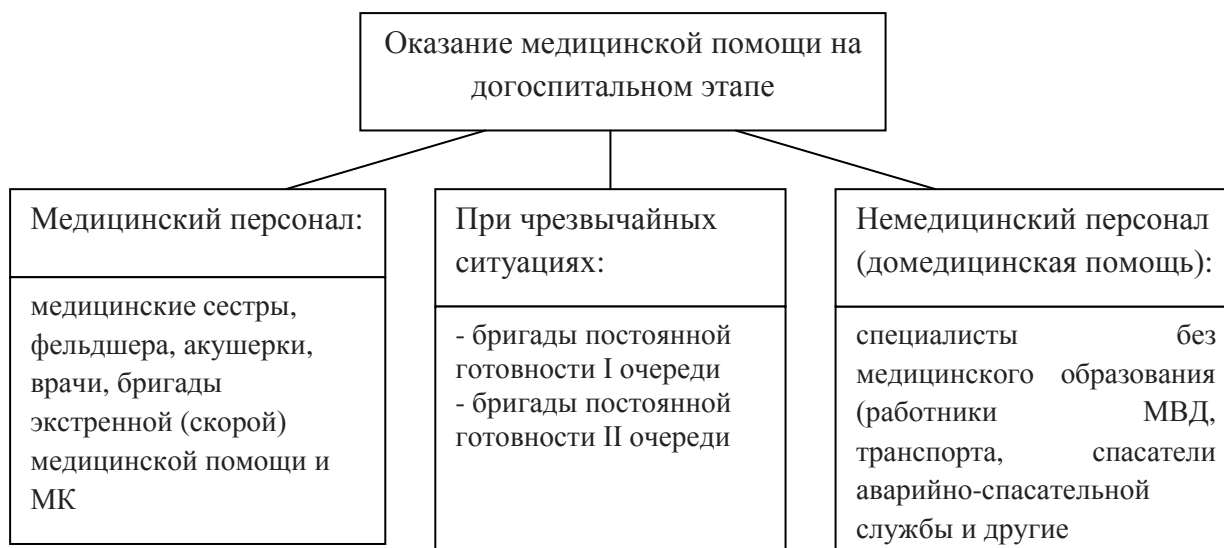 Оказание медицинской помощи на
догоспитальном этапе
Медицинский персонал:
медицинские сестры,
фельдшера, акушерки,
врачи, бригады
экстренной (скорой)
медицинской помощи и
МК
При чрезвычайных
ситуациях:
- бригады постоянной
готовности I очереди
- бригады постоянной
готовности II очереди
Немедицинский персонал
(домедицинская помощь):
специалисты без
медицинского образования
(работники МВД,
транспорта, спасатели
аварийно-спасательной
службы и другие